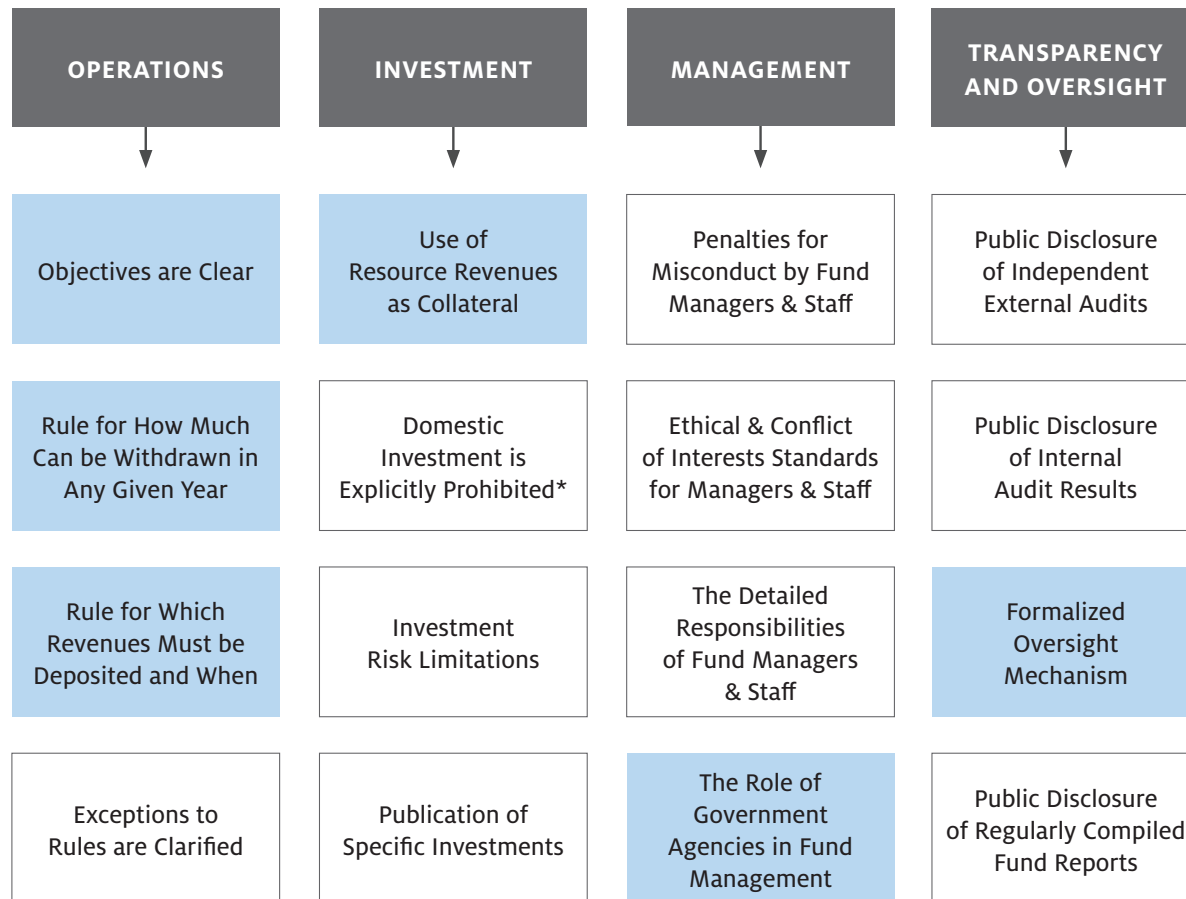 OPERATIONS
INVESTMENT
MANAGEMENT
TRANSPARENCY
AND OVERSIGHT
Objectives are Clear
Use of
Resource Revenues
as Collateral
Penalties for
Misconduct by Fund
Managers & Staff
Public Disclosure
of Independent
External Audits
Rule for How Much
Can be Withdrawn in
Any Given Year
Domestic
Investment is
Explicitly Prohibited*
Ethical & Conflict
of Interests Standards
for Managers & Staff
Public Disclosure
of Internal
Audit Results
Rule for Which
Revenues Must be
Deposited and When
Investment
Risk Limitations
The Detailed
Responsibilities
of Fund Managers
& Staff
Formalized
Oversight
Mechanism
Exceptions to
Rules are Clarified
Publication of
Specific Investments
The Role of
Government
Agencies in Fund
Management
Public Disclosure
of Regularly Compiled
Fund Reports